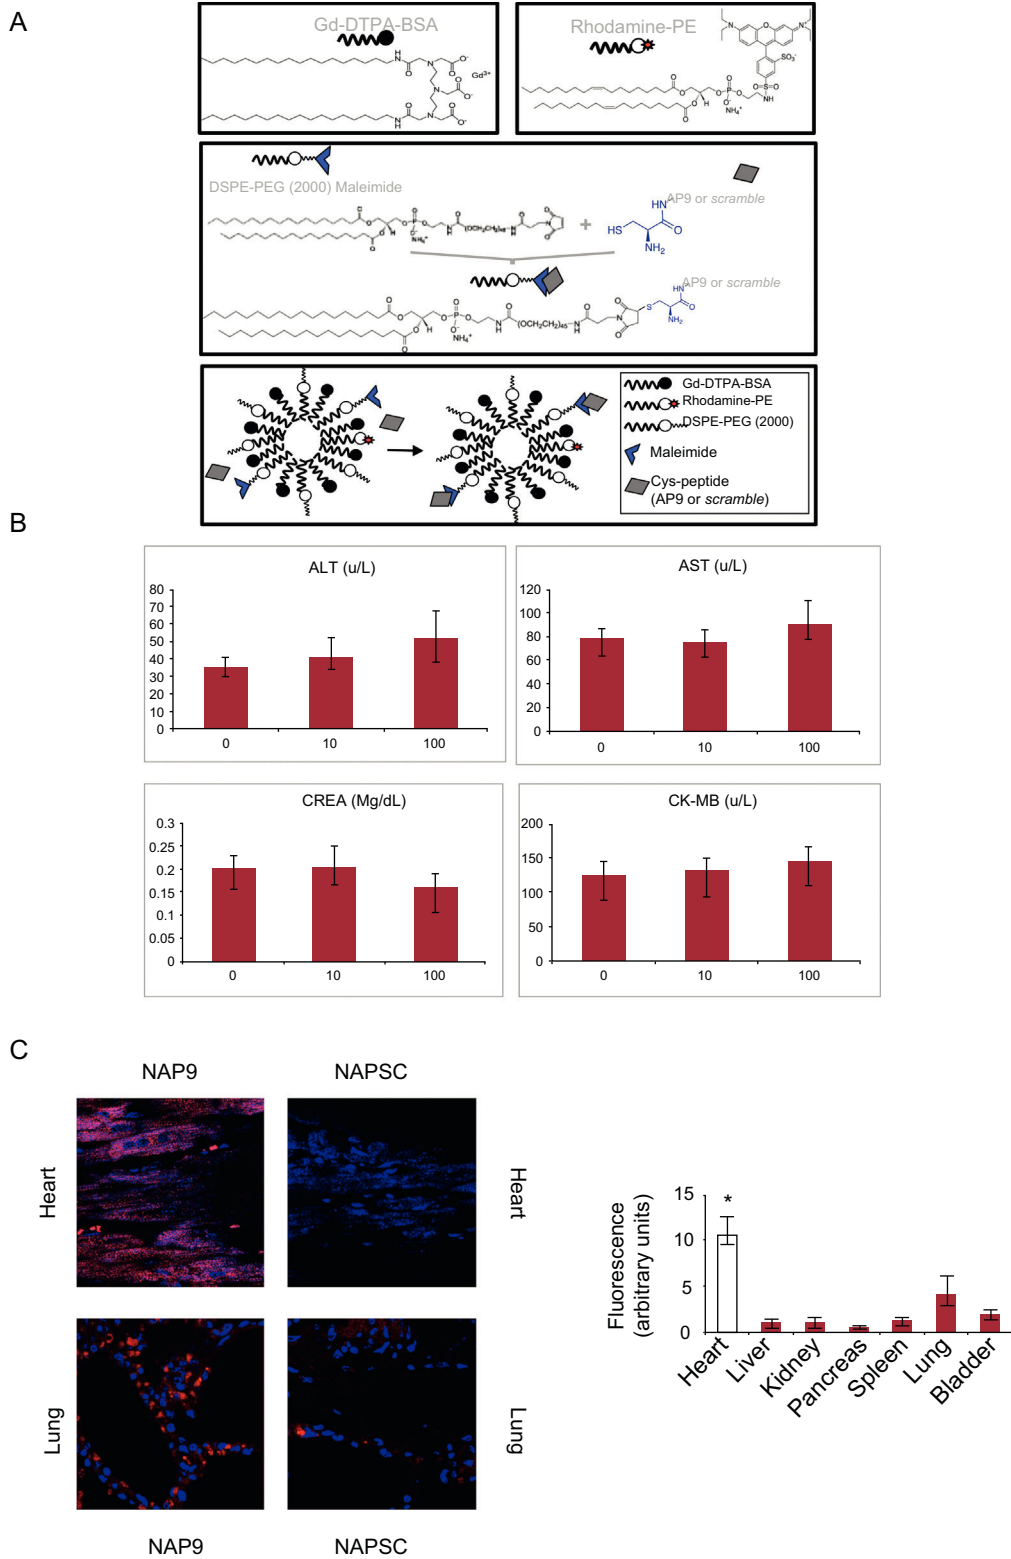 A
Gd-DTPA-BSA
Rhodamine-PE
Gd³⁺
DSPE-PEG (2000) Maleimide
AP9 or scramble
+
AP9 or scramble
Gd-DTPA-BSA
Rhodamine-PE
DSPE-PEG (2000)
Maleimide
Cys-peptide
(AP9 or scramble)
B
ALT (u/L)
80
70
60
50
40
30
20
10
0
0 10 100
AST (u/L)
120
100
80
60
40
20
0
0 10 100
CREA (Mg/dL)
0.3
0.25
0.2
0.15
0.1
0.05
0
0 10 100
CK-MB (u/L)
200
150
100
50
0
0 10 100
C
NAP9 NAPSC
Heart
Heart
Lung
Lung
NAP9 NAPSC
Fluorescence
(arbitrary units)
15
10
5
0
*
Heart
Liver
Kidney
Pancreas
Spleen
Lung
Bladder